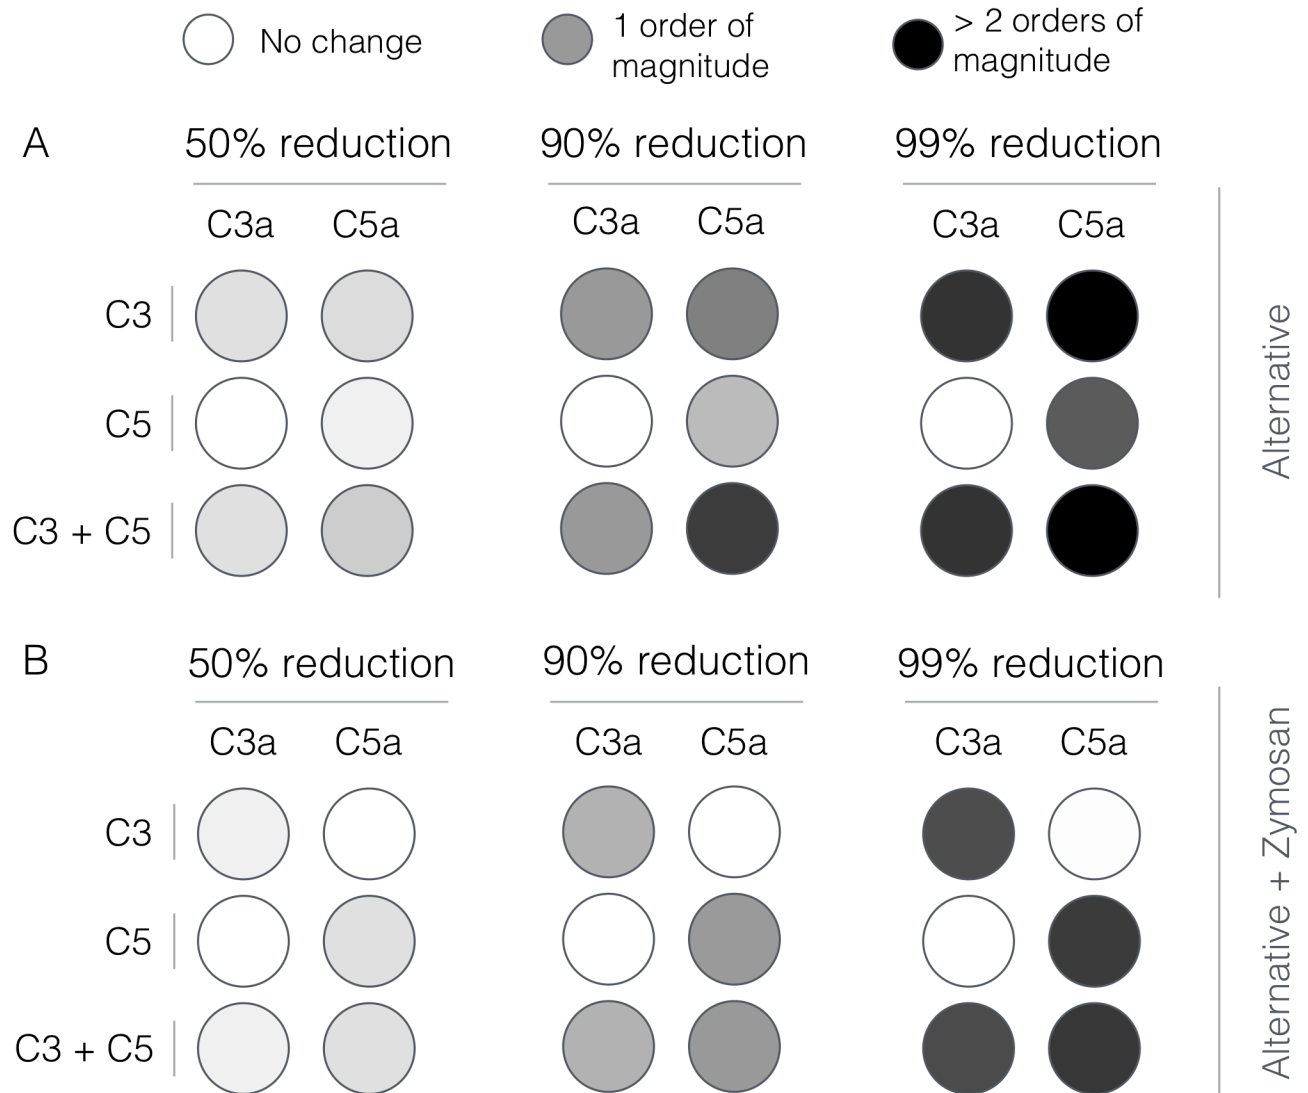 No change
1 order of
magnitude
> 2 orders of
magnitude
A
50% reduction
90% reduction
99% reduction
C3a C5a
C3a C5a
C3a C5a
C3
C5
C3 + C5
Alternative
B
50% reduction
90% reduction
99% reduction
C3a C5a
C3a C5a
C3a C5a
C3
C5
C3 + C5
Alternative + Zymosan